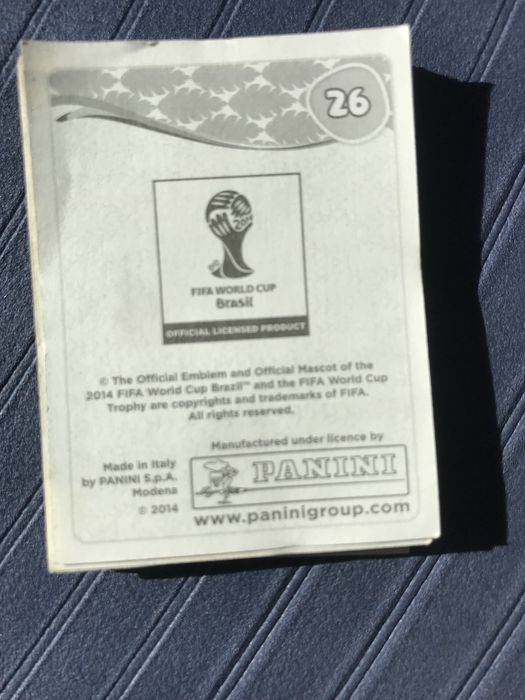 26
2014
FIFA WORLD CUP
Brasil
OFFICIAL LICENSED PRODUCT
© The Official Emblem and Official Mascot of the
2014 FIFA World Cup Brazil™ and the FIFA World Cup
Trophy are copyrights and trademarks of FIFA.
All rights reserved.
Manufactured under licence by
Made in Italy
by PANINI S.p.A.
Modena
© 2014
PANINI
www.paninigroup.com